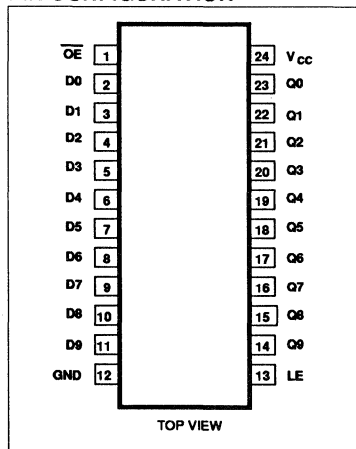 O̅E̅ 1 24 VCC
D0 2 23 Q0
D1 3 22 Q1
D2 4 21 Q2
D3 5 20 Q3
D4 6 19 Q4
D5 7 18 Q5
D6 8 17 Q6
D7 9 16 Q7
D8 10 15 Q8
D9 11 14 Q9
GND 12 13 LE
TOP VIEW